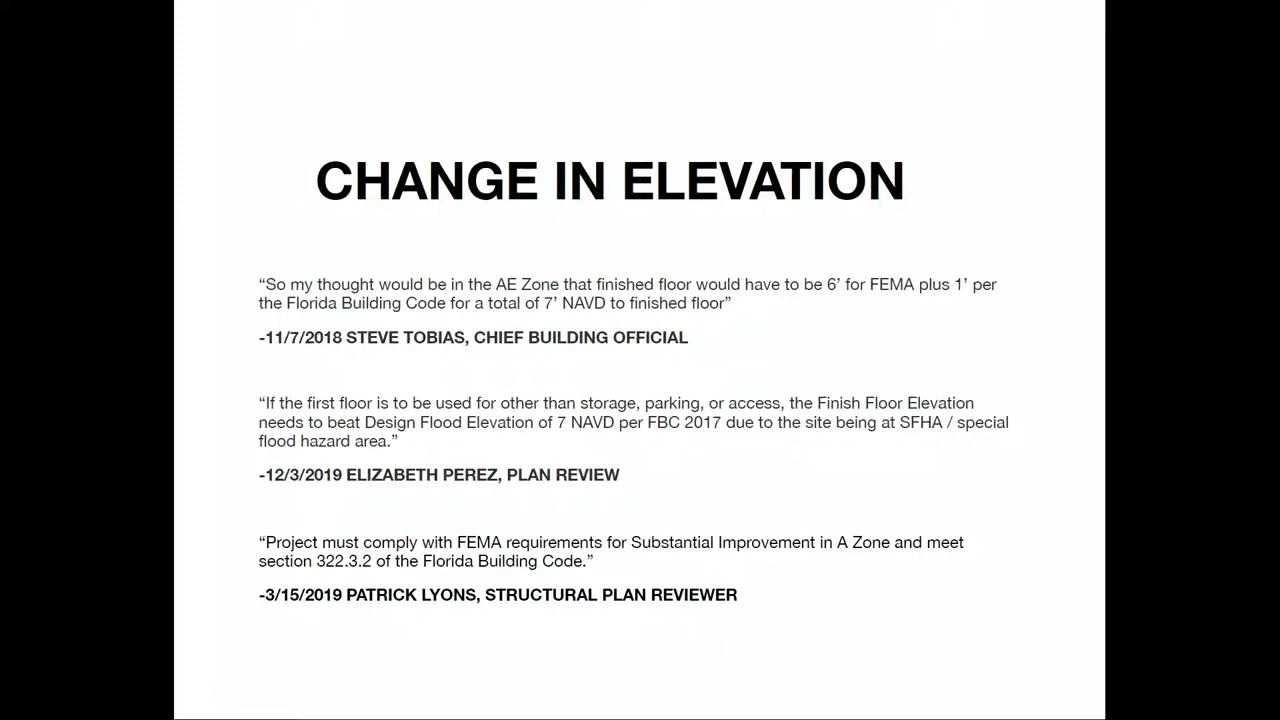 CHANGE IN ELEVATION
“So my thought would be in the AE Zone that finished floor would have to be 6’ for FEMA plus 1’ per
the Florida Building Code for a total of 7’ NAVD to finished floor”
-11/7/2018 STEVE TOBIAS, CHIEF BUILDING OFFICIAL
“If the first floor is to be used for other than storage, parking, or access, the Finish Floor Elevation
needs to beat Design Flood Elevation of 7 NAVD per FBC 2017 due to the site being at SFHA / special
flood hazard area.”
-12/3/2019 ELIZABETH PEREZ, PLAN REVIEW
“Project must comply with FEMA requirements for Substantial Improvement in A Zone and meet
section 322.3.2 of the Florida Building Code.”
-3/15/2019 PATRICK LYONS, STRUCTURAL PLAN REVIEWER